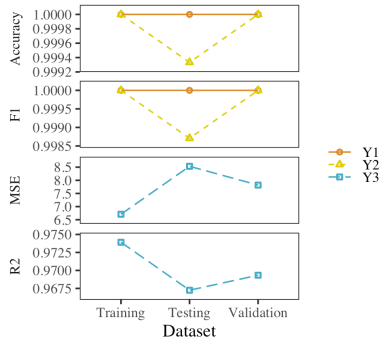 Accuracy
1.0000
0.9998
0.9996
0.9994
0.9992
F1
1.0000
0.9995
0.9990
0.9985
MSE
8.5
8.0
7.5
7.0
6.5
R2
0.9750
0.9725
0.9700
0.9675
Training Testing Validation
Dataset
Y1
Y2
Y3